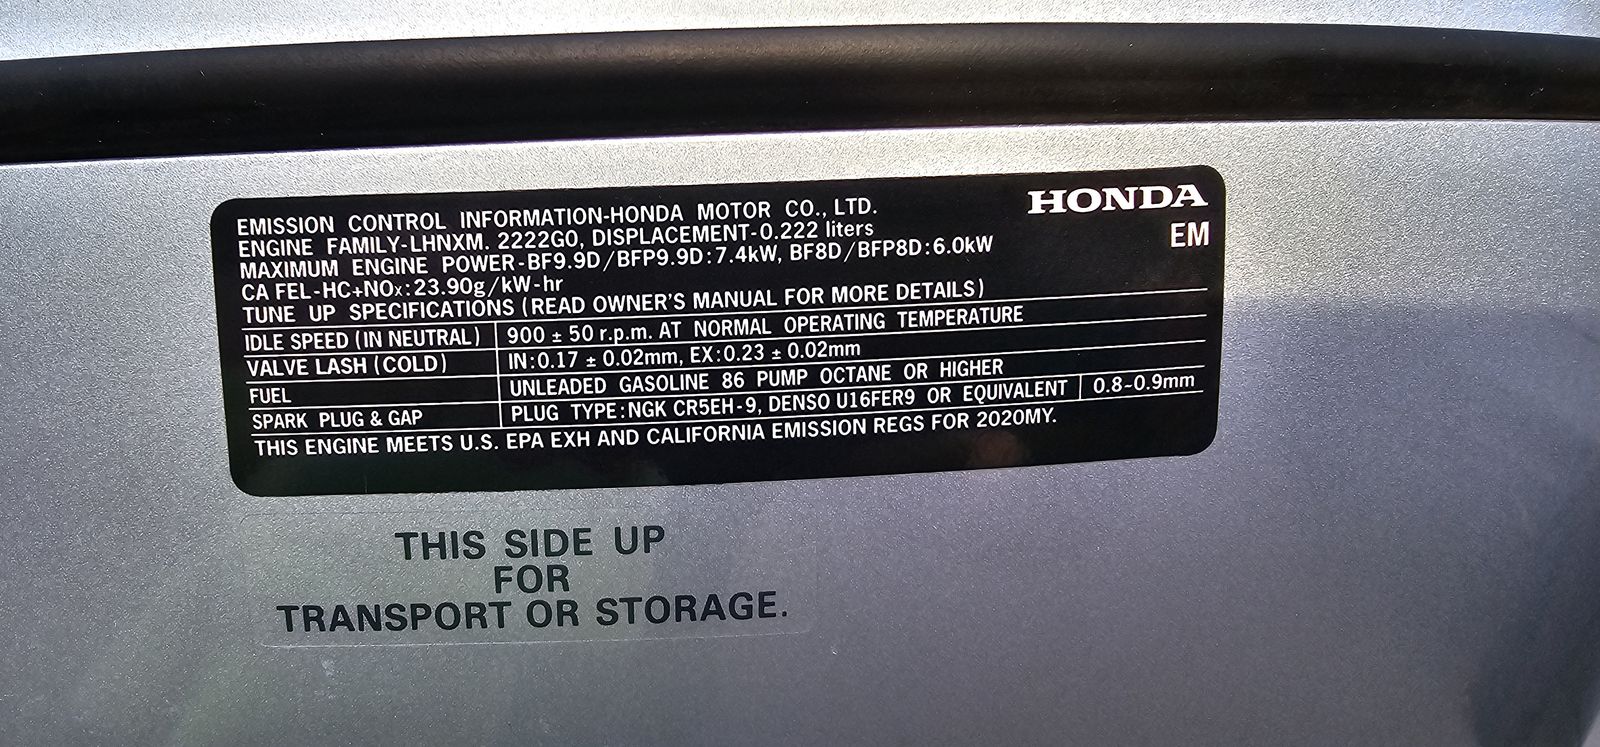 EMISSION CONTROL INFORMATION-HONDA MOTOR CO., LTD.
HONDA
ENGINE FAMILY-LHNXM. 2222G0, DISPLACEMENT-0.222 liters
EM
MAXIMUM ENGINE POWER-BF9.9D/BFP9.9D:7.4kW, BF8D/BFP8D:6.0kW
CA FEL-HC+NOx:23.90g/kW-hr
TUNE UP SPECIFICATIONS (READ OWNER'S MANUAL FOR MORE DETAILS)
IDLE SPEED (IN NEUTRAL) 900 ± 50 r.p.m. AT NORMAL OPERATING TEMPERATURE
VALVE LASH (COLD) IN:0.17 ± 0.02mm, EX:0.23 ± 0.02mm
FUEL UNLEADED GASOLINE 86 PUMP OCTANE OR HIGHER
SPARK PLUG & GAP PLUG TYPE:NGK CR5EH-9, DENSO U16FER9 OR EQUIVALENT 0.8~0.9mm
THIS ENGINE MEETS U.S. EPA EXH AND CALIFORNIA EMISSION REGS FOR 2020MY.
THIS SIDE UP
FOR
TRANSPORT OR STORAGE.